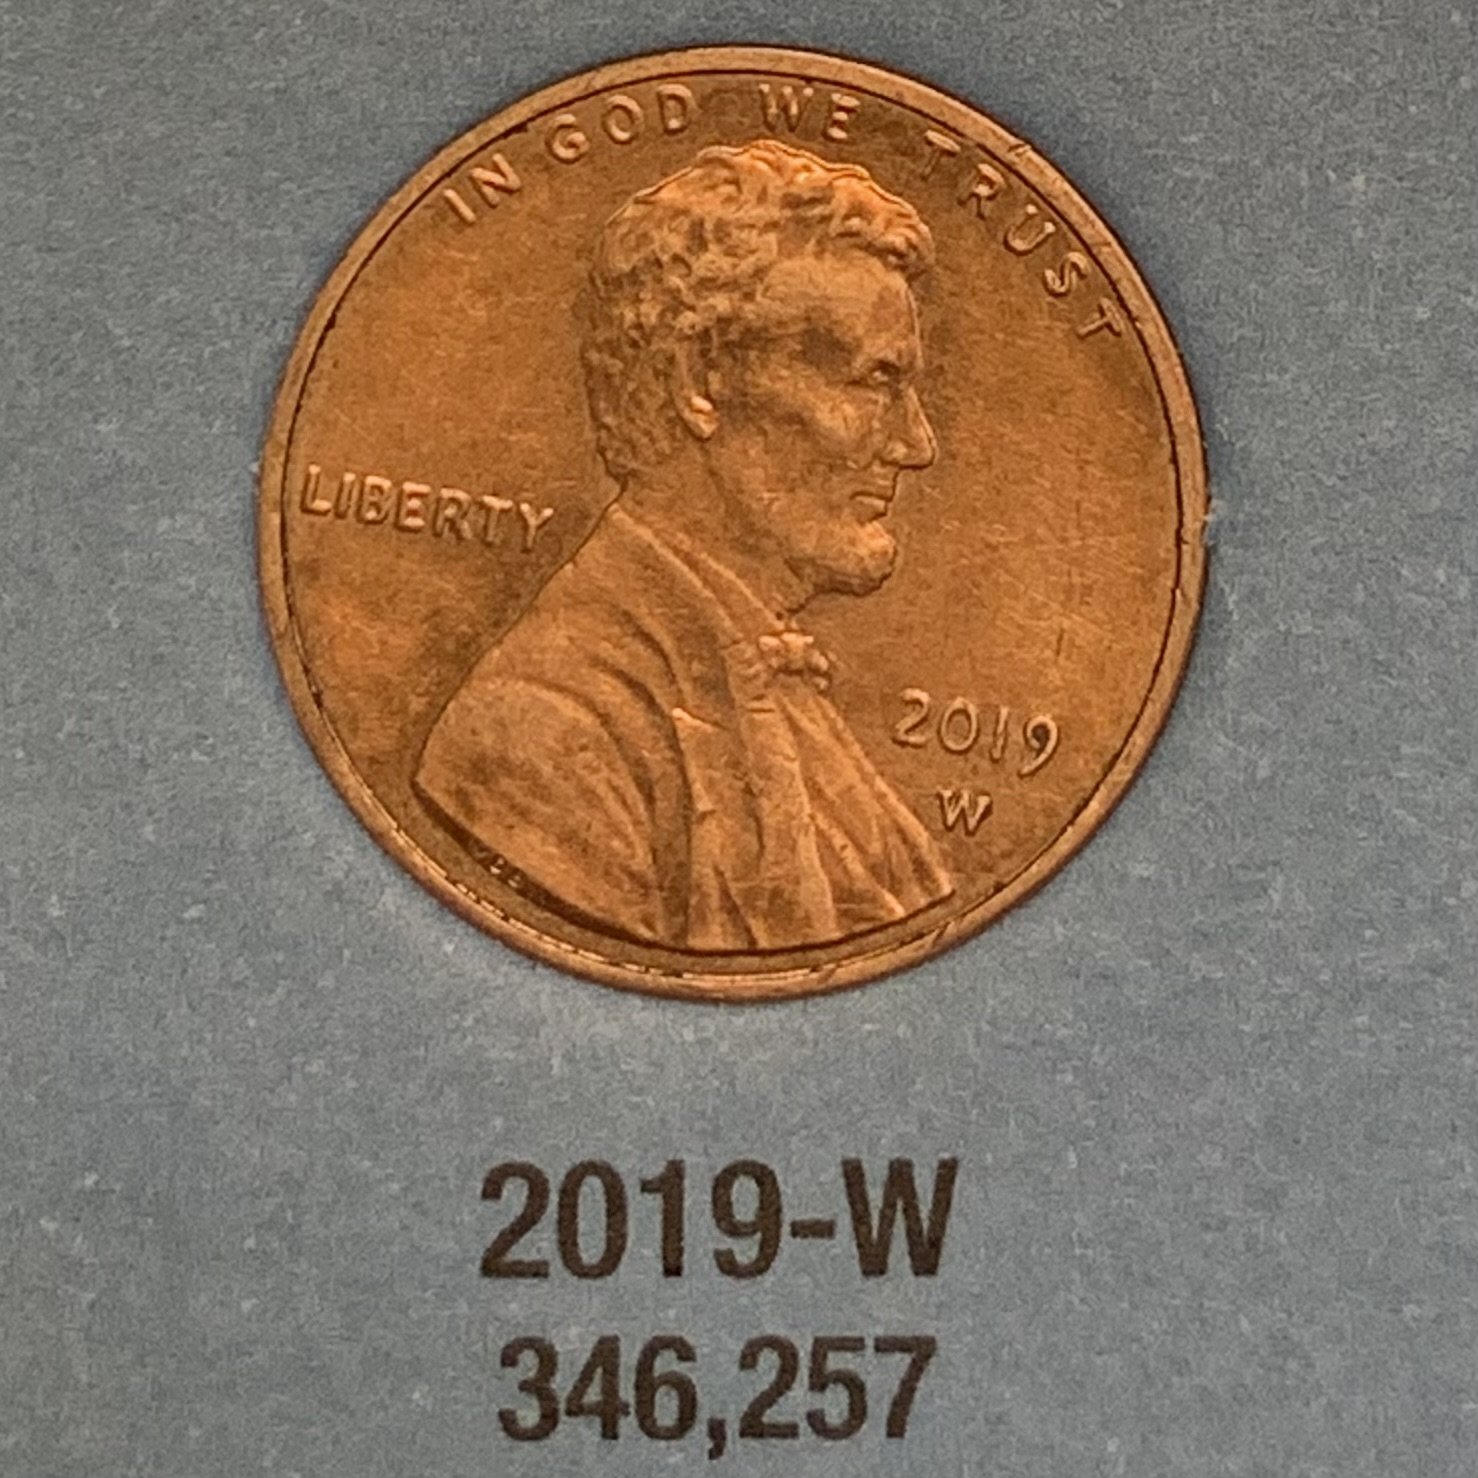 IN GOD WE TRUST
LIBERTY
2019
W
2019-W
346,257